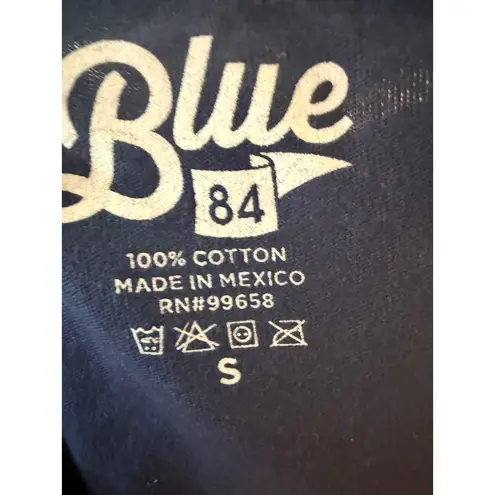 Blue
84
100% COTTON
MADE IN MEXICO
RN#99658
S